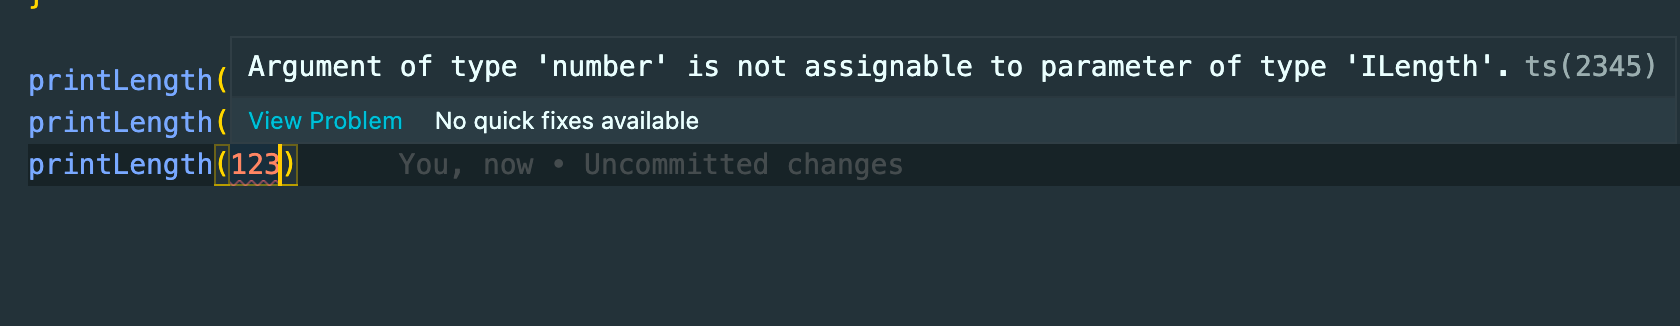 }
Argument of type 'number' is not assignable to parameter of type 'ILength'. ts(2345)
printLength(
View Problem No quick fixes available
printLength(
printLength(123) You, now • Uncommitted changes